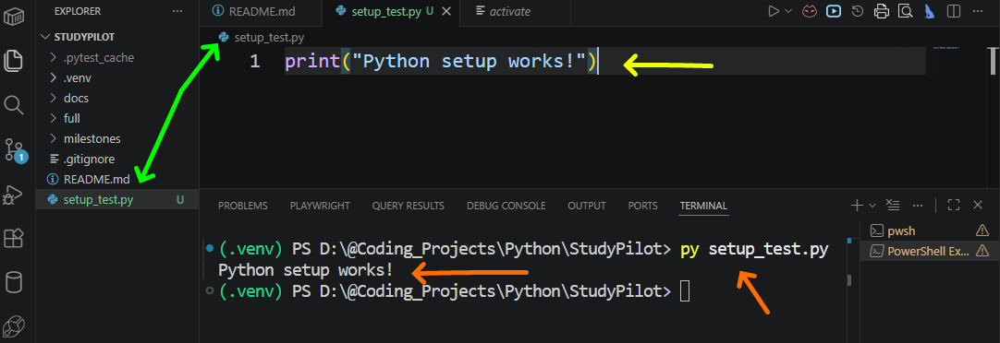 EXPLORER
STUDYPILOT
.pytest_cache
.venv
docs
full
milestones
.gitignore
README.md
setup_test.py U
1
README.md
setup_test.py U
activate
setup_test.py
1 print("Python setup works!")
PROBLEMS PLAYWRIGHT QUERY RESULTS DEBUG CONSOLE OUTPUT PORTS TERMINAL
(.venv) PS D:\@Coding_Projects\Python\StudyPilot> py setup_test.py
Python setup works!
(.venv) PS D:\@Coding_Projects\Python\StudyPilot>
pwsh
PowerShell Ex...